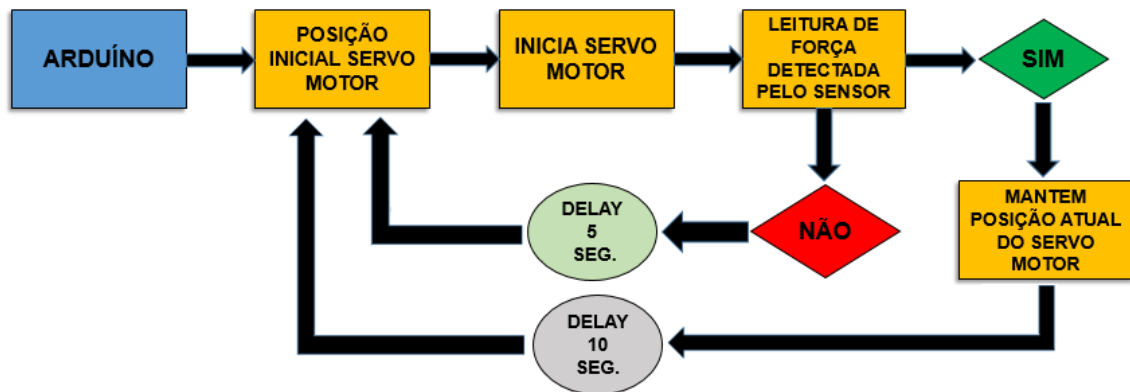 ARDUÍNO
POSIÇÃO
INICIAL SERVO
MOTOR
INICIA SERVO
MOTOR
LEITURA DE
FORÇA
DETECTADA
PELO SENSOR
SIM
MANTEM
POSIÇÃO ATUAL
DO SERVO
MOTOR
NÃO
DELAY
5
SEG.
DELAY
10
SEG.